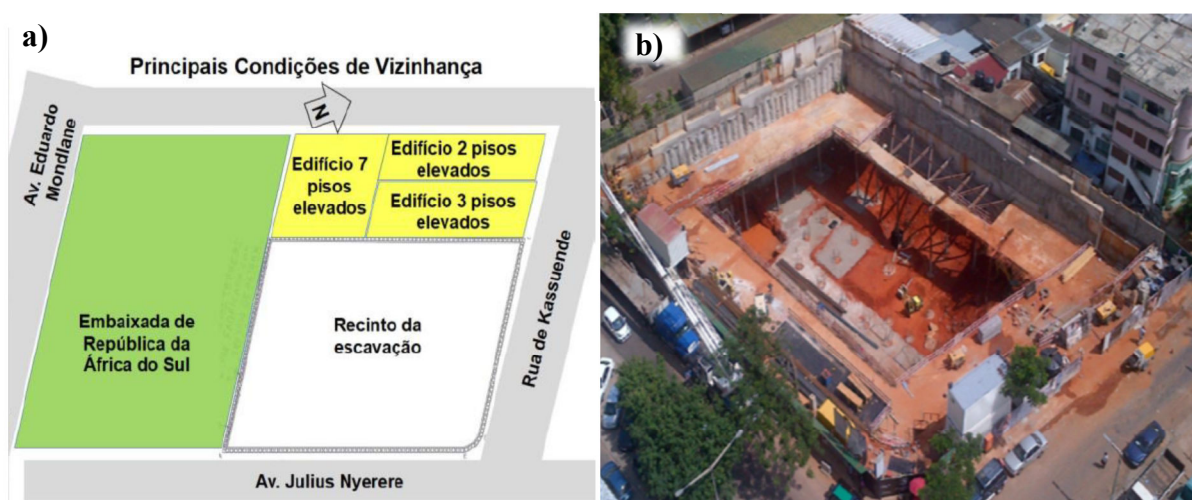 a)
Principais Condições de Vizinhança
N
Av. Eduardo
Mondlane
Edifício 7
pisos
elevados
Edifício 2 pisos
elevados
Edifício 3 pisos
elevados
Embaixada de
República da
África do Sul
Recinto da
escavação
Rua de Kassuende
Av. Julius Nyerere
b)